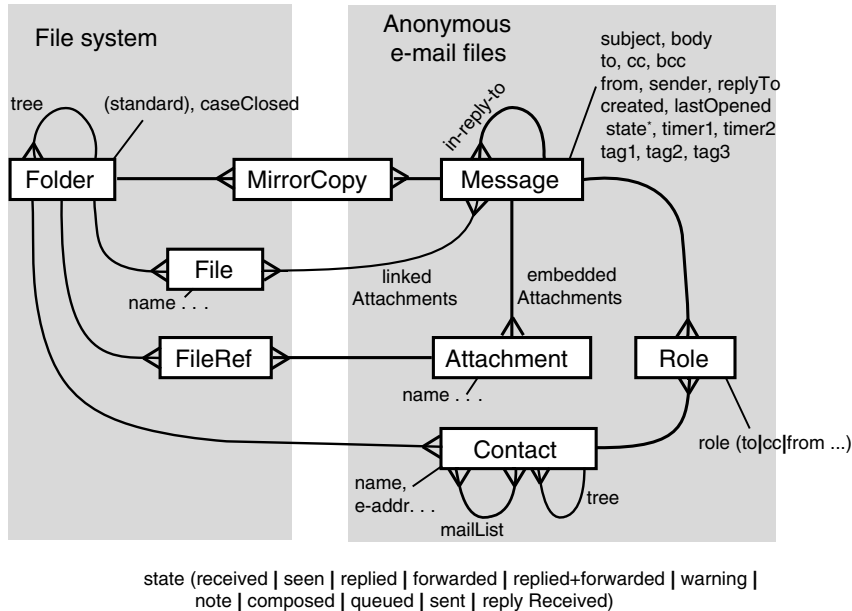 File system
Anonymous
e-mail files
subject, body
to, cc, bcc
from, sender, replyTo
created, lastOpened
state*, timer1, timer2
tag1, tag2, tag3
tree
(standard), caseClosed
in-reply-to
Folder
MirrorCopy
Message
File
name . . .
linked
Attachments
embedded
Attachments
FileRef
Attachment
Role
name . . .
role (to|cc|from ...)
Contact
name,
e-addr. . .
mailList
tree
state (received | seen | replied | forwarded | replied+forwarded | warning |
note | composed | queued | sent | reply Received)